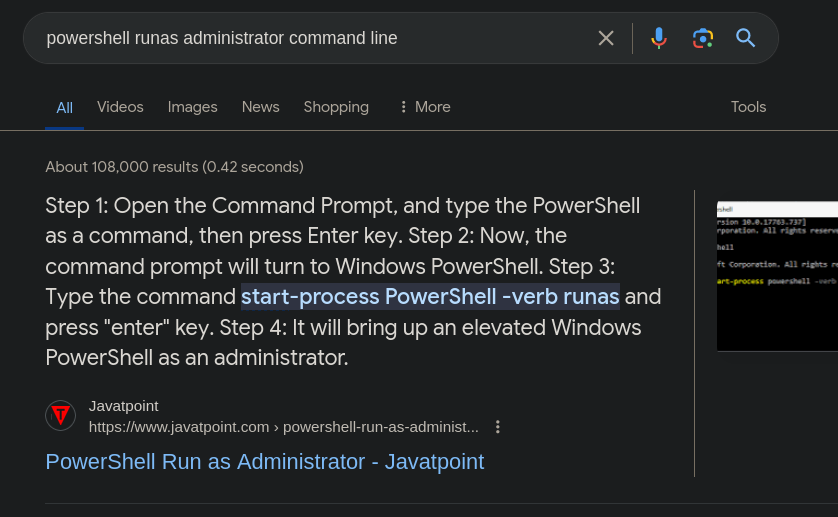 powershell runas administrator command line
All Videos Images News Shopping More Tools
About 108,000 results (0.42 seconds)
Step 1: Open the Command Prompt, and type the PowerShell
as a command, then press Enter key. Step 2: Now, the
command prompt will turn to Windows PowerShell. Step 3:
Type the command start-process PowerShell -verb runas and
press "enter" key. Step 4: It will bring up an elevated Windows
PowerShell as an administrator.
shell
rsion 10.0.17763.737]
rporation. All rights reserve
hell
ft Corporation. All rights re
art-process powershell -verb
Javatpoint
https://www.javatpoint.com › powershell-run-as-administ...
PowerShell Run as Administrator - Javatpoint